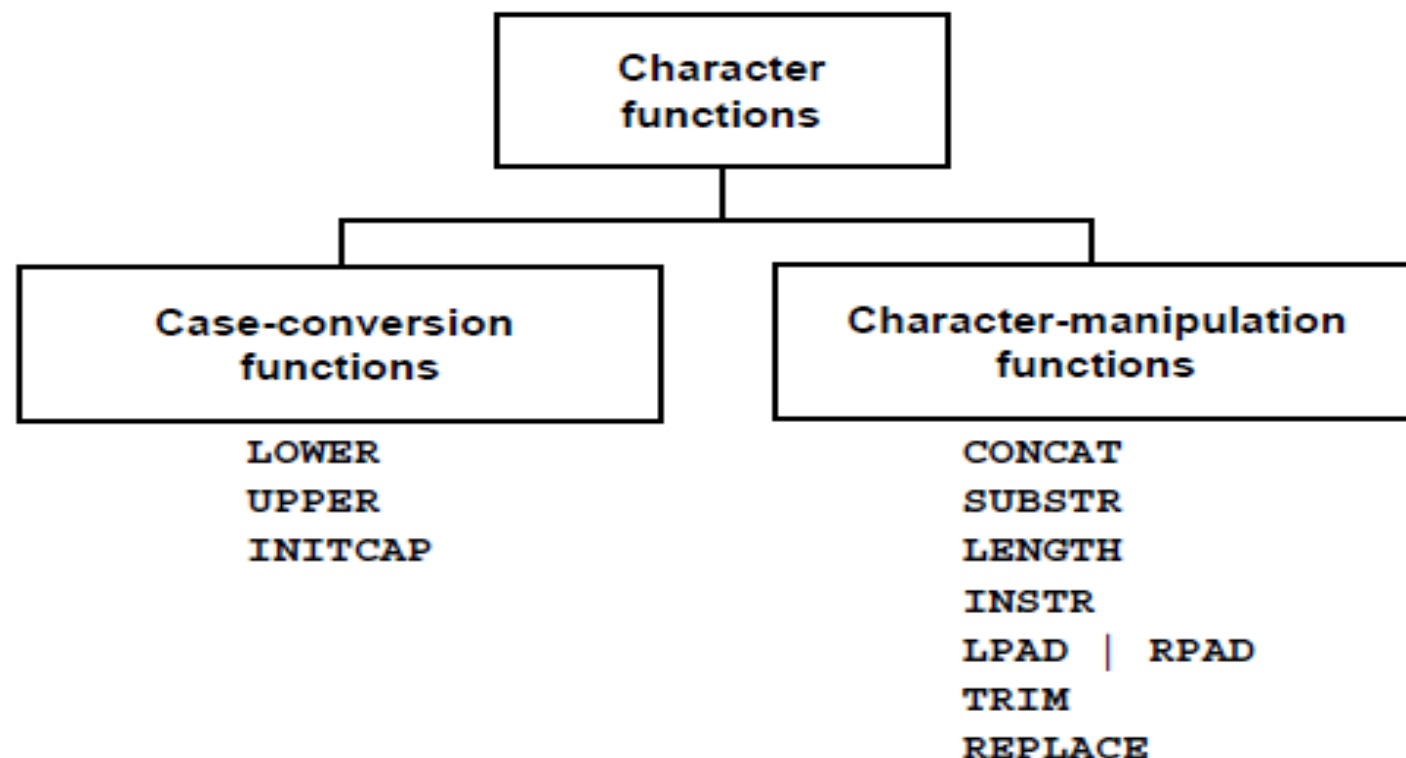 Character
functions
Case-conversion
functions
LOWER
UPPER
INITCAP
Character-manipulation
functions
CONCAT
SUBSTR
LENGTH
INSTR
LPAD | RPAD
TRIM
REPLACE